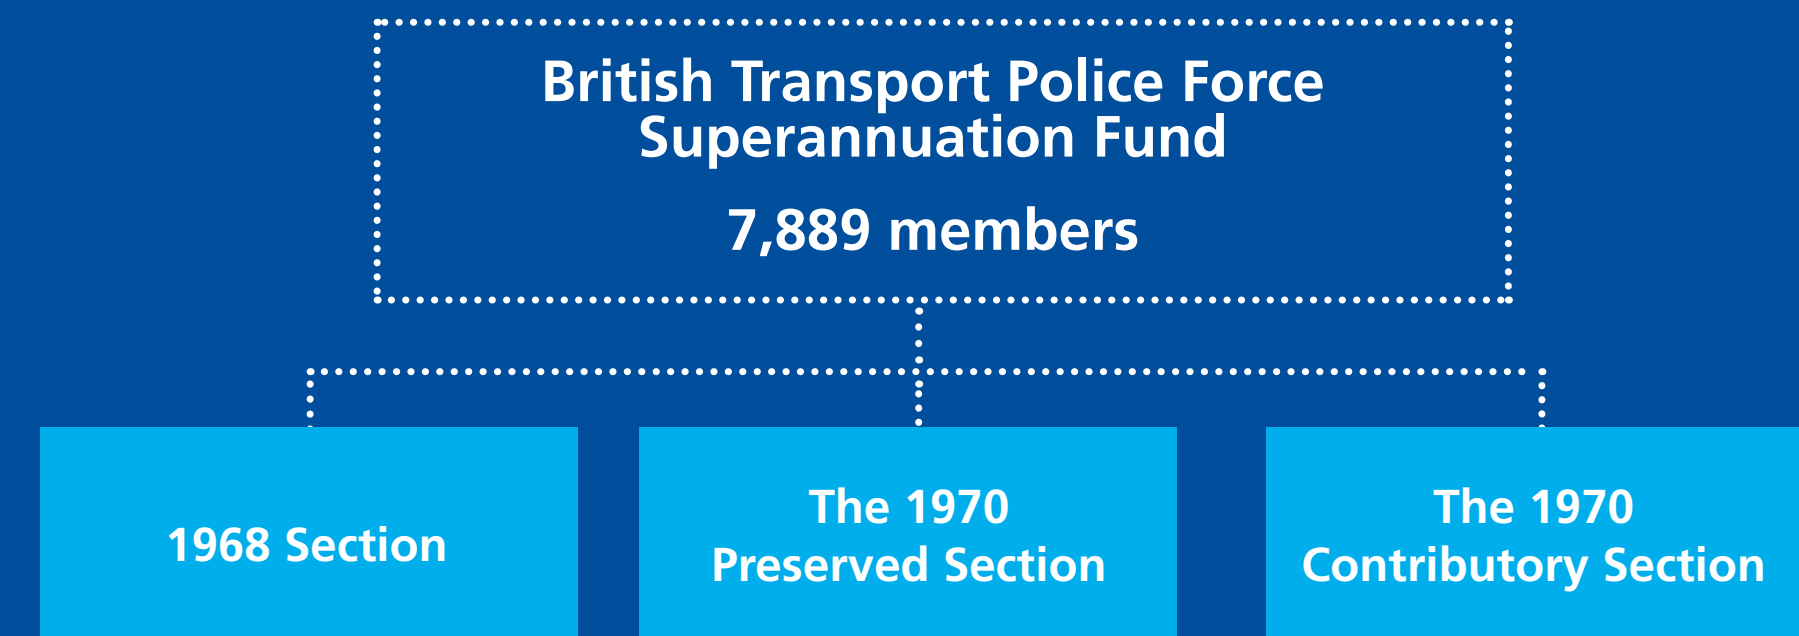 British Transport Police Force
Superannuation Fund
7,889 members
1968 Section
The 1970
Preserved Section
The 1970
Contributory Section